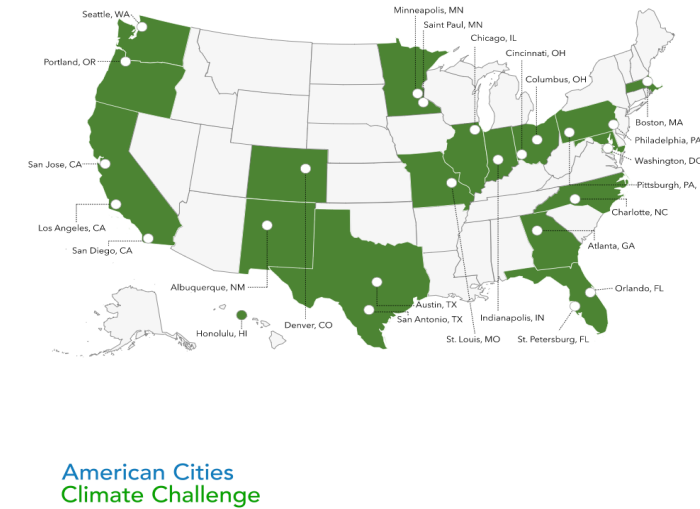 Seattle, WA
Minneapolis, MN
Saint Paul, MN
Chicago, IL
Cincinnati, OH
Portland, OR
Columbus, OH
Boston, MA
Philadelphia, PA
San Jose, CA
Washington, DC
Pittsburgh, PA,
Charlotte, NC
Los Angeles, CA
San Diego, CA
Atlanta, GA
Albuquerque, NM
Orlando, FL
Austin, TX
San Antonio, TX
Indianapolis, IN
Denver, CO
Honolulu, HI
St. Louis, MO
St. Petersburg, FL
American Cities
Climate Challenge